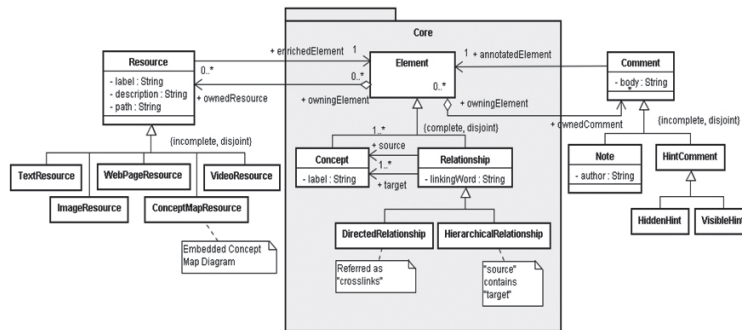 Core
Resource
- label : String
- description : String
- path : String
+ enrichedElement
1
0..*
+ ownedResource
0..*
+ owningElement
Element
0..*
+ owningElement
1
+ annotatedElement
Comment
- body : String
*
+ ownedComment
{incomplete, disjoint}
{complete, disjoint}
{incomplete, disjoint}
TextResource
WebPageResource
VideoResource
ImageResource
ConceptMapResource
Embedded Concept
Map Diagram
1..*
+ source
Concept
- label : String
1..*
+ target
Relationship
- linkingWord : String
Note
- author : String
HintComment
HiddenHint
VisibleHint
DirectedRelationship
HierarchicalRelationship
Referred as
"crosslinks"
"source"
contains
"target"